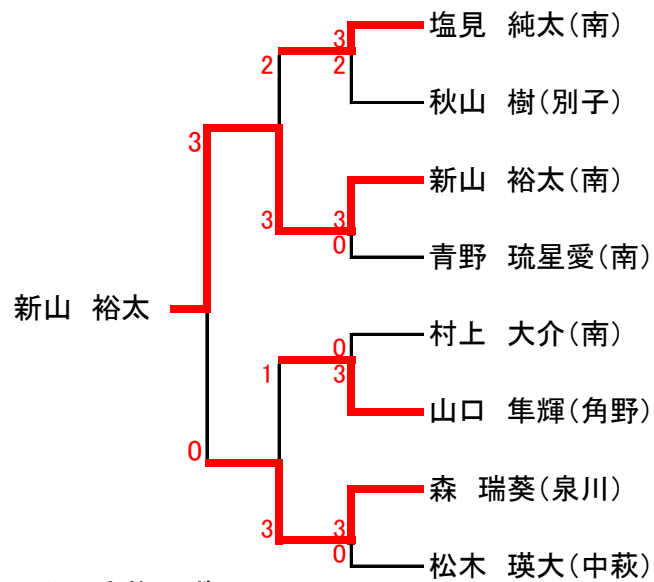 塩見　純太(南)
3
2
2
秋山　樹(別子)
3
新山　裕太(南)
3
3
0
青野　琉星愛(南)
新山　裕太
村上　大介(南)
0
1
3
山口　隼輝(角野)
0
森　瑞葵(泉川)
3
3
0
松木　瑛大(中萩)